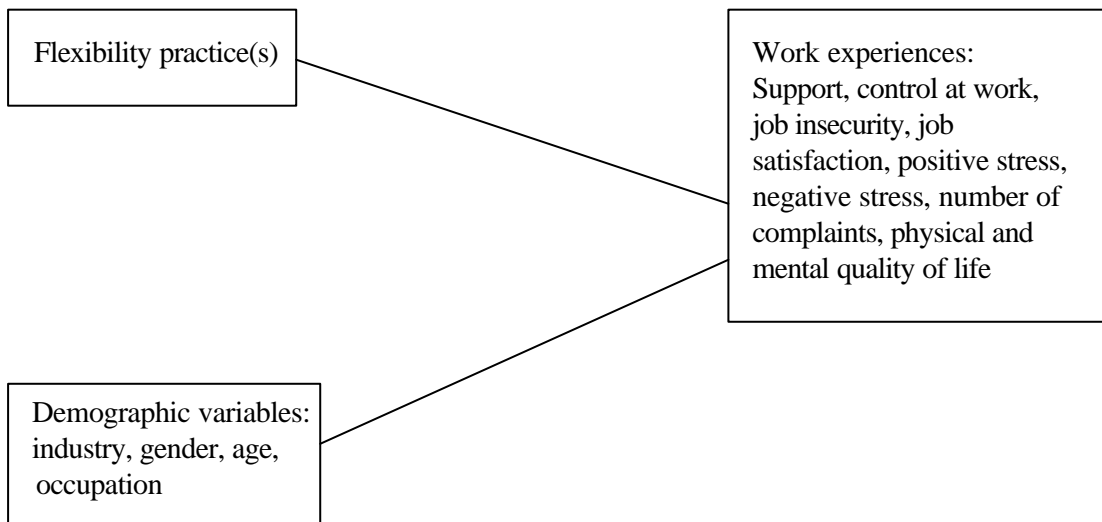 Flexibility practice(s)
Work experiences:
Support, control at work,
job insecurity, job
satisfaction, positive stress,
negative stress, number of
complaints, physical and
mental quality of life
Demographic variables:
industry, gender, age,
occupation